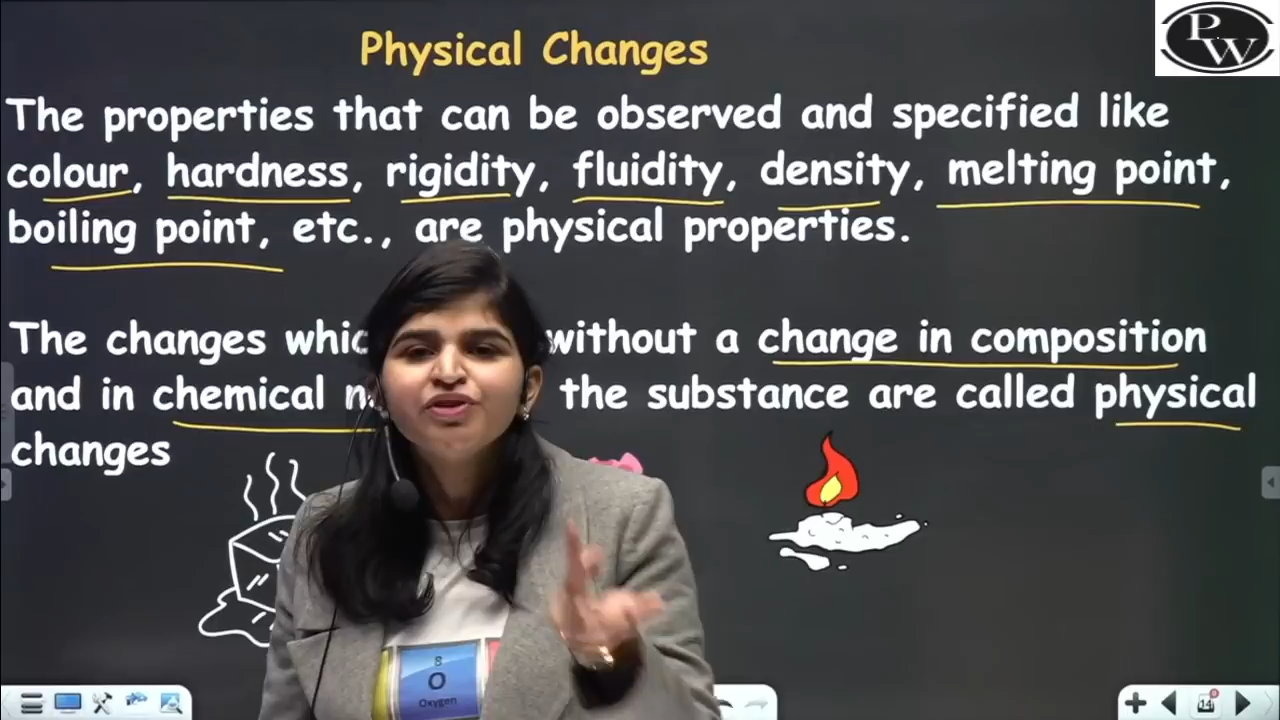 Physical Changes
PW
The properties that can be observed and specified like
colour, hardness, rigidity, fluidity, density, melting point,
boiling point, etc., are physical properties.
The changes without a change in composition
and in chemical the substance are called physical
changes
8
O
Oxygen
14